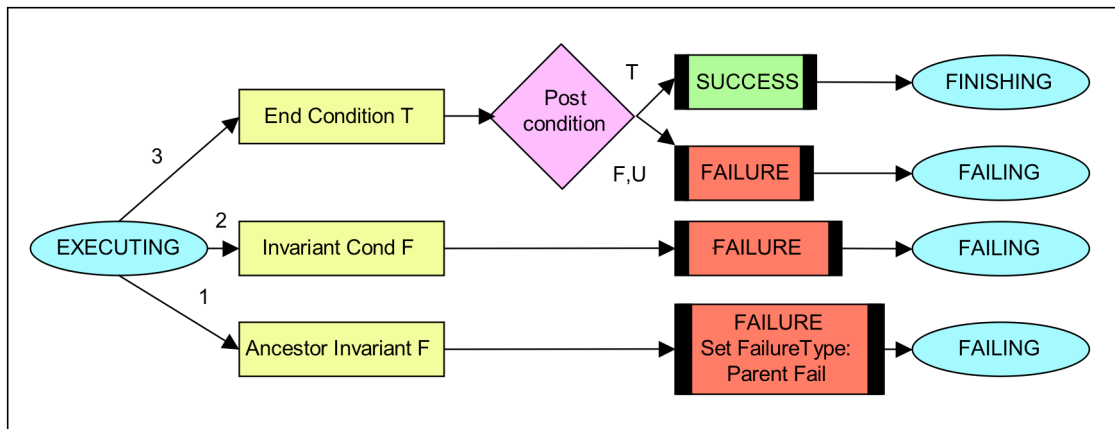 T
SUCCESS
FINISHING
Post
condition
End Condition T
3
F,U
FAILURE
FAILING
2
EXECUTING
Invariant Cond F
FAILURE
FAILING
1
Ancestor Invariant F
FAILURE
Set FailureType:
Parent Fail
FAILING